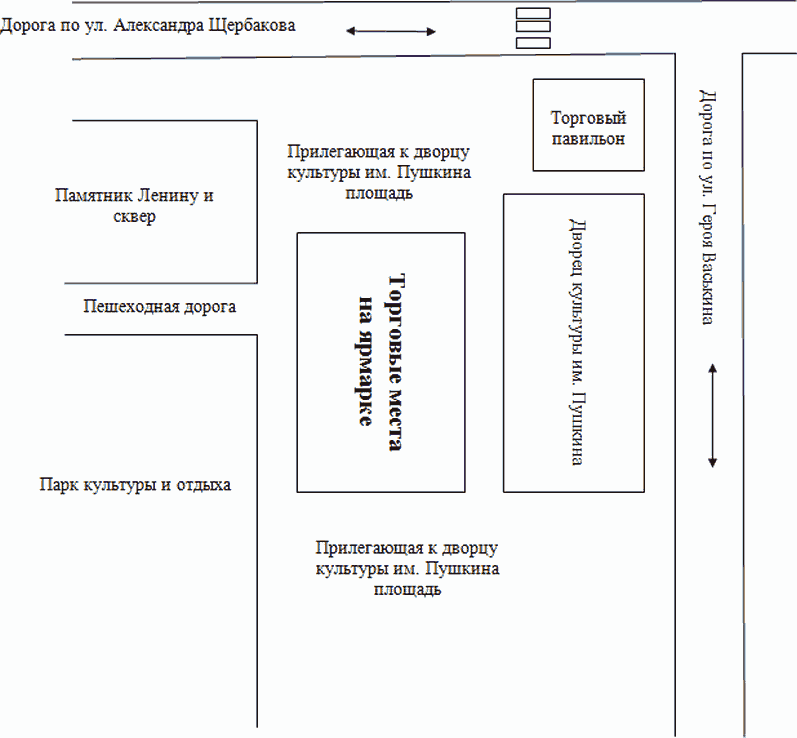 Дорога по ул. Александра Щербакова
Торговый
павильон
Прилегающая к дворцу
культуры им. Пушкина
площадь
Памятник Ленину и
сквер
Пешеходная дорога
Торговые места
на ярмарке
Дворец культуры им. Пушкина
Дорога по ул. Героя Васькина
Парк культуры и отдыха
Прилегающая к дворцу
культуры им. Пушкина
площадь